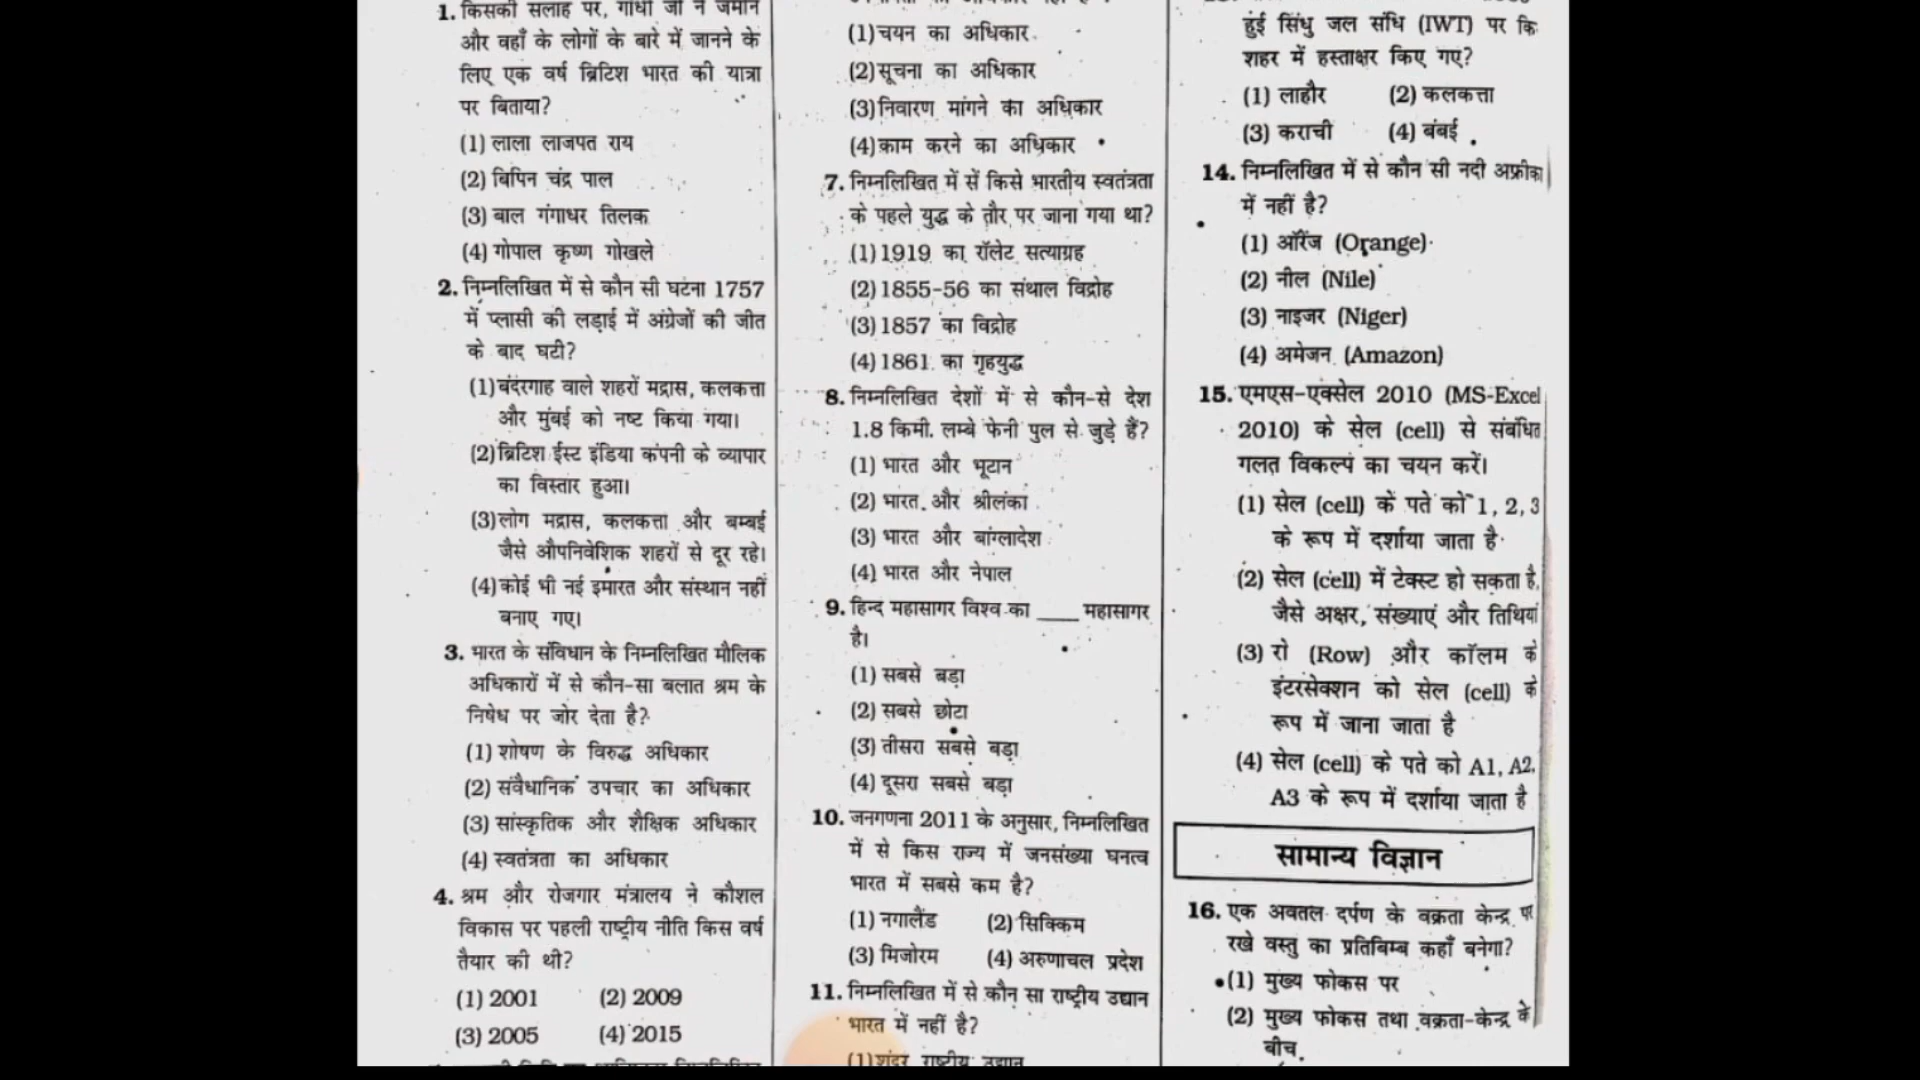 1. किसकी सलाह पर, गांधी जी ने जमीन
और वहाँ के लोगों के बारे में जानने के
लिए एक वर्ष ब्रिटिश भारत की यात्रा
पर बिताया?
(1) लाला लाजपत राय
(2) बिपिन चंद्र पाल
(3) बाल गंगाधर तिलक
(4) गोपाल कृष्ण गोखले
2. निम्नलिखित में से कौन सी घटना 1757
में प्लासी की लड़ाई में अंग्रेजों की जीत
के बाद घटी?
(1) बंदरगाह वाले शहरों मद्रास, कलकत्ता
और मुंबई को नष्ट किया गया।
(2) ब्रिटिश ईस्ट इंडिया कंपनी के व्यापार
का विस्तार हुआ।
(3) लोग मद्रास, कलकत्ता और बम्बई
जैसे औपनिवेशिक शहरों से दूर रहे।
(4) कोई भी नई इमारत और संस्थान नहीं
बनाए गए।
3. भारत के संविधान के निम्नलिखित मौलिक
अधिकारों में से कौन-सा बलात श्रम के
निषेध पर जोर देता है?
(1) शोषण के विरुद्ध अधिकार
(2) संवैधानिक उपचार का अधिकार
(3) सांस्कृतिक और शैक्षिक अधिकार
(4) स्वतंत्रता का अधिकार
4. श्रम और रोजगार मंत्रालय ने कौशल
विकास पर पहली राष्ट्रीय नीति किस वर्ष
तैयार की थी?
(1) 2001 (2) 2009
(3) 2005 (4) 2015
(1) चयन का अधिकार
(2) सूचना का अधिकार
(3) निवारण मांगने का अधिकार
(4) काम करने का अधिकार
7. निम्नलिखित में सें किसे भारतीय स्वतंत्रता
के पहले युद्ध के तौर पर जाना गया था?
(1) 1919 का रॉलेट सत्याग्रह
(2) 1855-56 का संथाल विद्रोह
(3) 1857 का विद्रोह
(4) 1861 का गृहयुद्ध
8. निम्नलिखित देशों में से कौन-से देश
1.8 किमी. लम्बे फेनी पुल से जुड़े हैं?
(1) भारत और भूटान
(2) भारत और श्रीलंका
(3) भारत और बांग्लादेश
(4) भारत और नेपाल
9. हिन्द महासागर विश्व का ____ महासागर
है।
(1) सबसे बड़ा
(2) सबसे छोटा
(3) तीसरा सबसे बड़ा
(4) दूसरा सबसे बड़ा
10. जनगणना 2011 के अनुसार, निम्नलिखित
में से किस राज्य में जनसंख्या घनत्व
भारत में सबसे कम है?
(1) नगालैंड (2) सिक्किम
(3) मिजोरम (4) अरुणाचल प्रदेश
11. निम्नलिखित में से कौन सा राष्ट्रीय उद्यान
भारत में नहीं है?
(1) राष्ट्रीय उद्यान
हुई सिंधु जल संधि (IWT) पर कि
शहर में हस्ताक्षर किए गए?
(1) लाहौर (2) कलकत्ता
(3) कराची (4) बंबई
14. निम्नलिखित में से कौन सी नदी अफ्रीका
में नहीं है?
(1) ऑरेंज (Orange)
(2) नील (Nile)
(3) नाइजर (Niger)
(4) अमेजन (Amazon)
15. एमएस-एक्सेल 2010 (MS-Excel
2010) के सेल (cell) से संबंधित
गलत विकल्प का चयन करें।
(1) सेल (cell) के पते को 1, 2, 3
के रूप में दर्शाया जाता है
(2) सेल (cell) में टेक्स्ट हो सकता है,
जैसे अक्षर, संख्याएं और तिथियां
(3) रो (Row) और कॉलम के
इंटरसेक्शन को सेल (cell) के
रूप में जाना जाता है
(4) सेल (cell) के पते को A1, A2,
A3 के रूप में दर्शाया जाता है
सामान्य विज्ञान
16. एक अवतल दर्पण के वक्रता केन्द्र पर
रखे वस्तु का प्रतिबिम्ब कहाँ बनेगा?
(1) मुख्य फोकस पर
(2) मुख्य फोकस तथा वक्रता-केन्द्र के
बीच